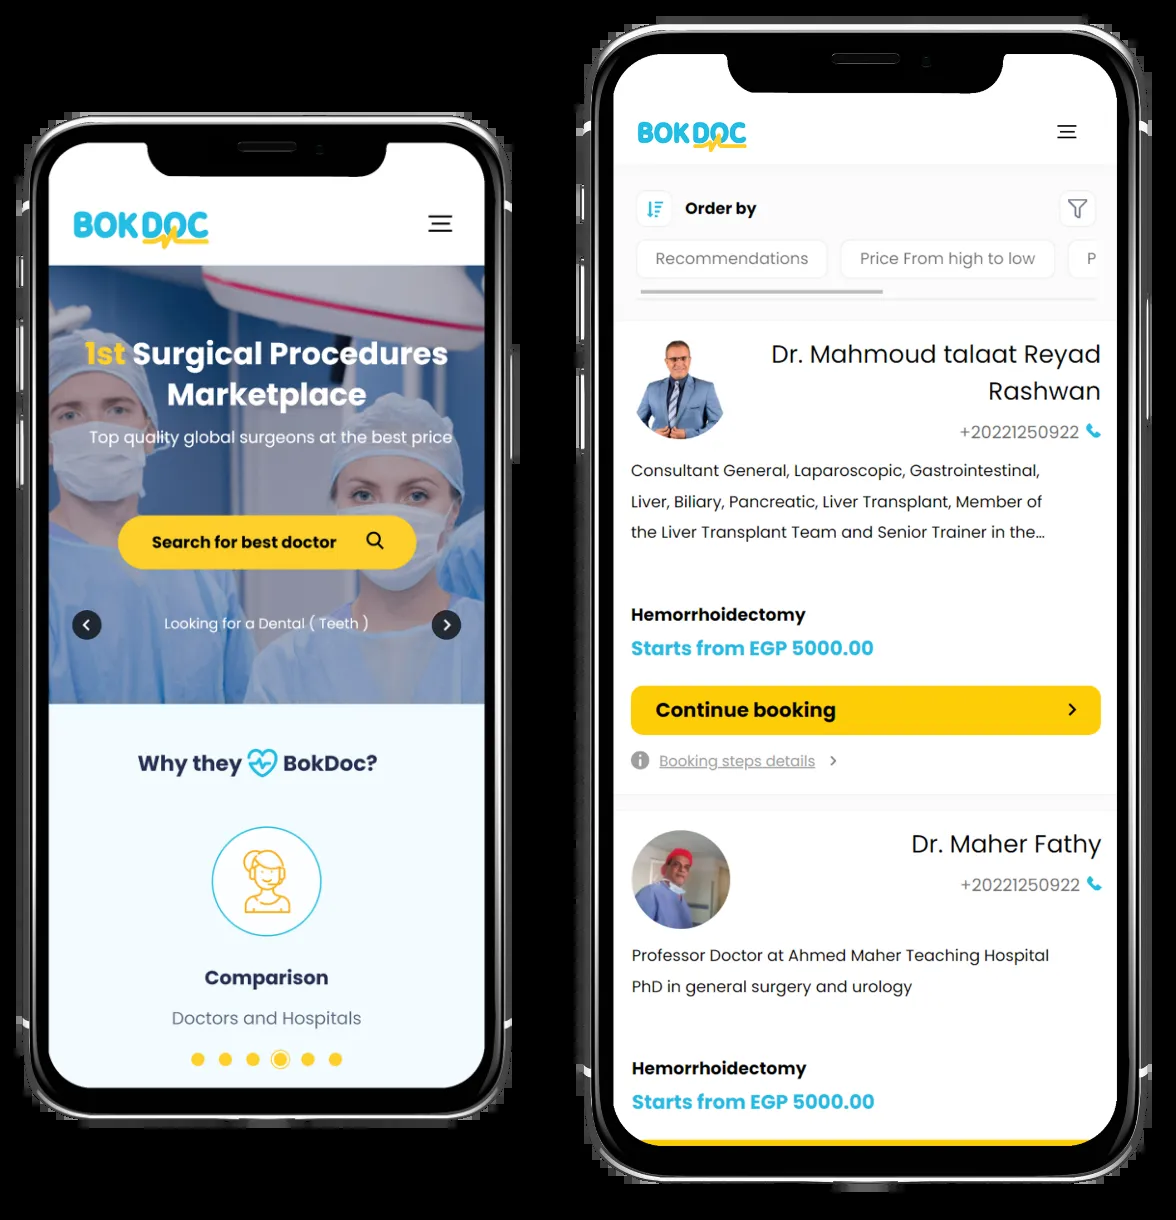 BOKDOC
1st Surgical Procedures
Marketplace
Top quality global surgeons at the best price
Search for best doctor
Looking for a Dental ( Teeth )
Why they BokDoc?
Comparison
Doctors and Hospitals
BOKDOC
Order by
Recommendations
Price From high to low
P
Dr. Mahmoud talaat Reyad
Rashwan
+20221250922
Consultant General, Laparoscopic, Gastrointestinal,
Liver, Biliary, Pancreatic, Liver Transplant, Member of
the Liver Transplant Team and Senior Trainer in the...
Hemorrhoidectomy
Starts from EGP 5000.00
Continue booking
Booking steps details
Dr. Maher Fathy
+20221250922
Professor Doctor at Ahmed Maher Teaching Hospital
PhD in general surgery and urology
Hemorrhoidectomy
Starts from EGP 5000.00